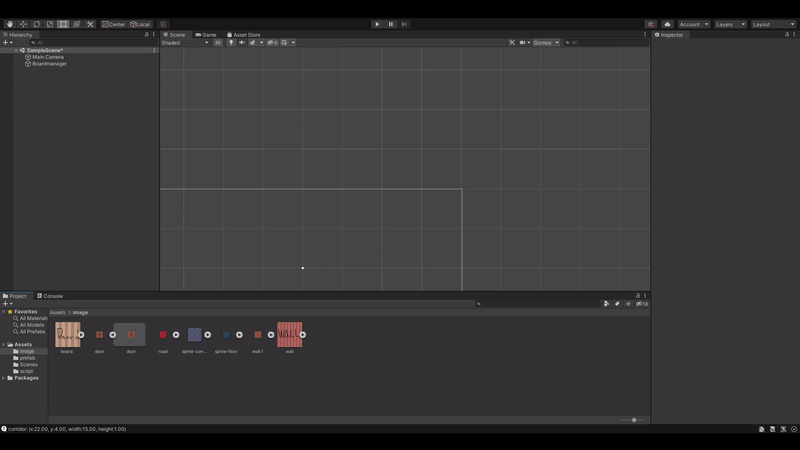 Center Local Account Layers Layout
Hierarchy Scene Game Asset Store Inspector
All Shaded 2D Gizmos All
SampleScene*
Main Camera
Boardmanager
Project Console
Favorites Assets > image
All Materials
All Models
All Prefabs
Assets
image
prefab
Scenes
script
Packages
board door door road sprite-corr... sprite-floor wall 1 wall
corridor: (x:22.00, y:4.00, width:15.00, height:1.00)